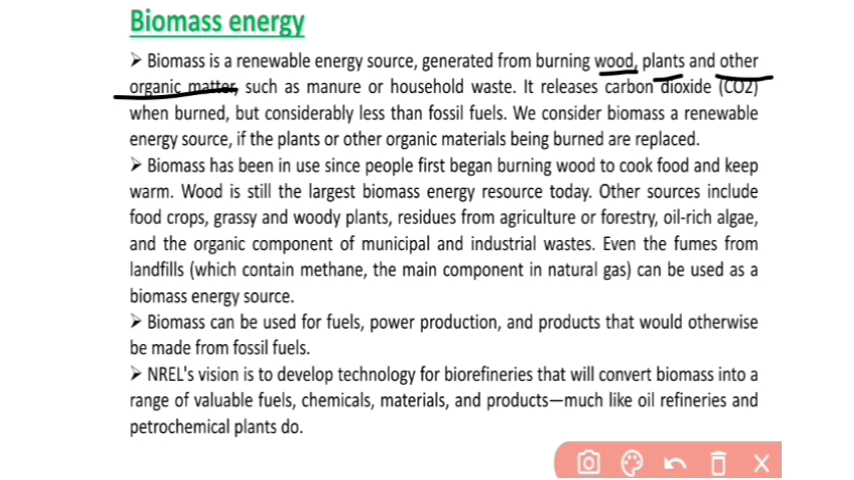 Biomass energy
➢ Biomass is a renewable energy source, generated from burning wood, plants and other
organic matter, such as manure or household waste. It releases carbon dioxide (CO2)
when burned, but considerably less than fossil fuels. We consider biomass a renewable
energy source, if the plants or other organic materials being burned are replaced.
➢ Biomass has been in use since people first began burning wood to cook food and keep
warm. Wood is still the largest biomass energy resource today. Other sources include
food crops, grassy and woody plants, residues from agriculture or forestry, oil-rich algae,
and the organic component of municipal and industrial wastes. Even the fumes from
landfills (which contain methane, the main component in natural gas) can be used as a
biomass energy source.
➢ Biomass can be used for fuels, power production, and products that would otherwise
be made from fossil fuels.
➢ NREL's vision is to develop technology for biorefineries that will convert biomass into a
range of valuable fuels, chemicals, materials, and products—much like oil refineries and
petrochemical plants do.